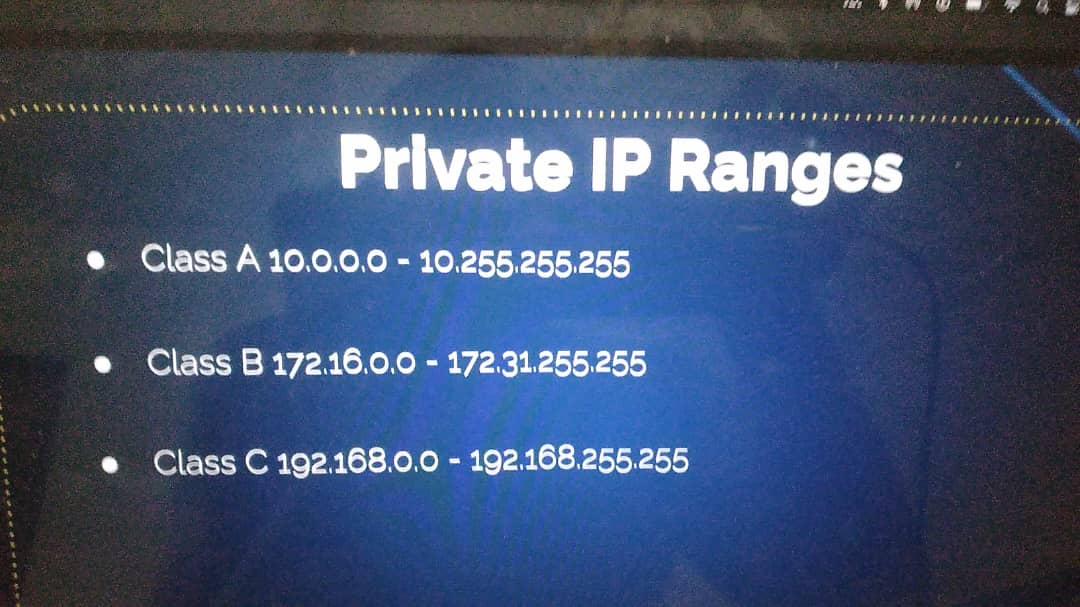 Private IP Ranges
• Class A 10.0.0.0 - 10.255.255.255
• Class B 172.16.0.0 - 172.31.255.255
• Class C 192.168.0.0 - 192.168.255.255